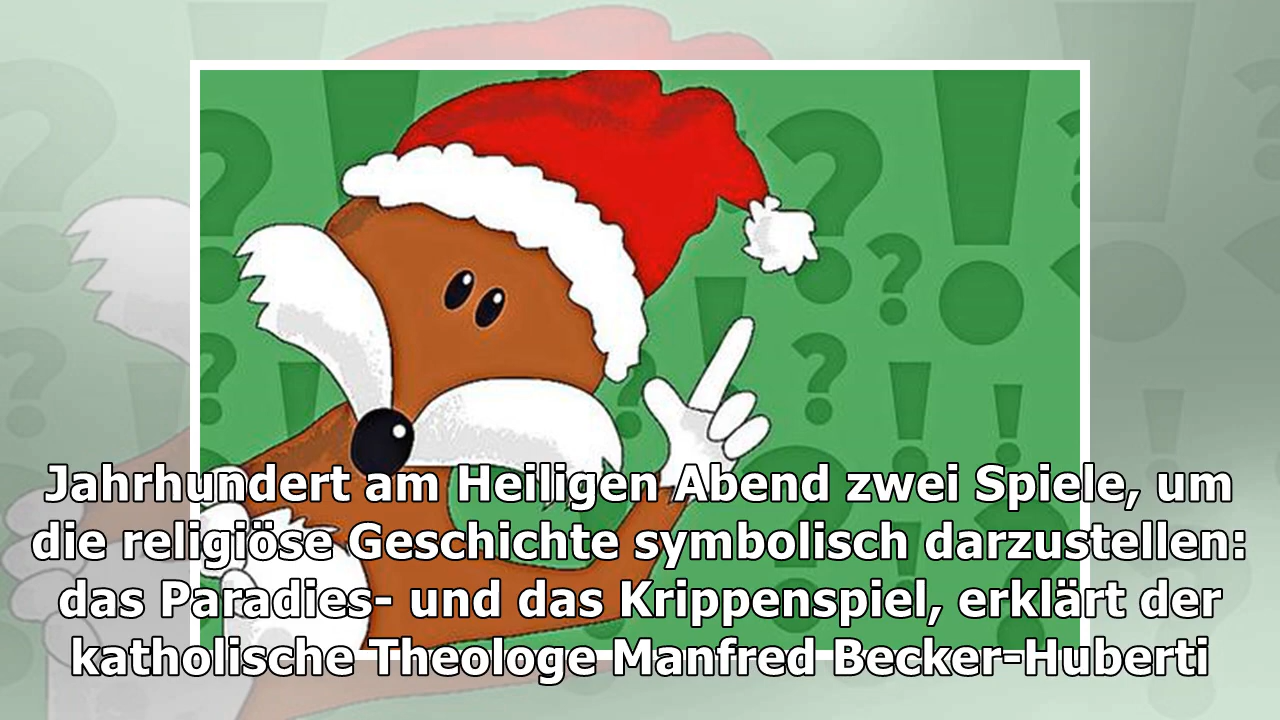 Jahrhundert am Heiligen Abend zwei Spiele, um
die religiöse Geschichte symbolisch darzustellen:
das Paradies- und das Krippenspiel, erklärt der
katholische Theologe Manfred Becker-Huberti